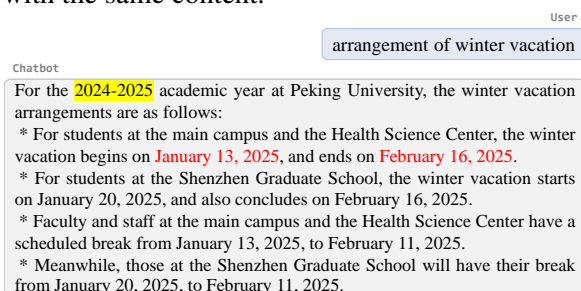 with the same content.
User
arrangement of winter vacation
Chatbot
For the 2024-2025 academic year at Peking University, the winter vacation
arrangements are as follows:
* For students at the main campus and the Health Science Center, the winter
vacation begins on January 13, 2025, and ends on February 16, 2025.
* For students at the Shenzhen Graduate School, the winter vacation starts
on January 20, 2025, and also concludes on February 16, 2025.
* Faculty and staff at the main campus and the Health Science Center have a
scheduled break from January 13, 2025, to February 11, 2025.
* Meanwhile, those at the Shenzhen Graduate School will have their break
from January 20, 2025, to February 11, 2025.